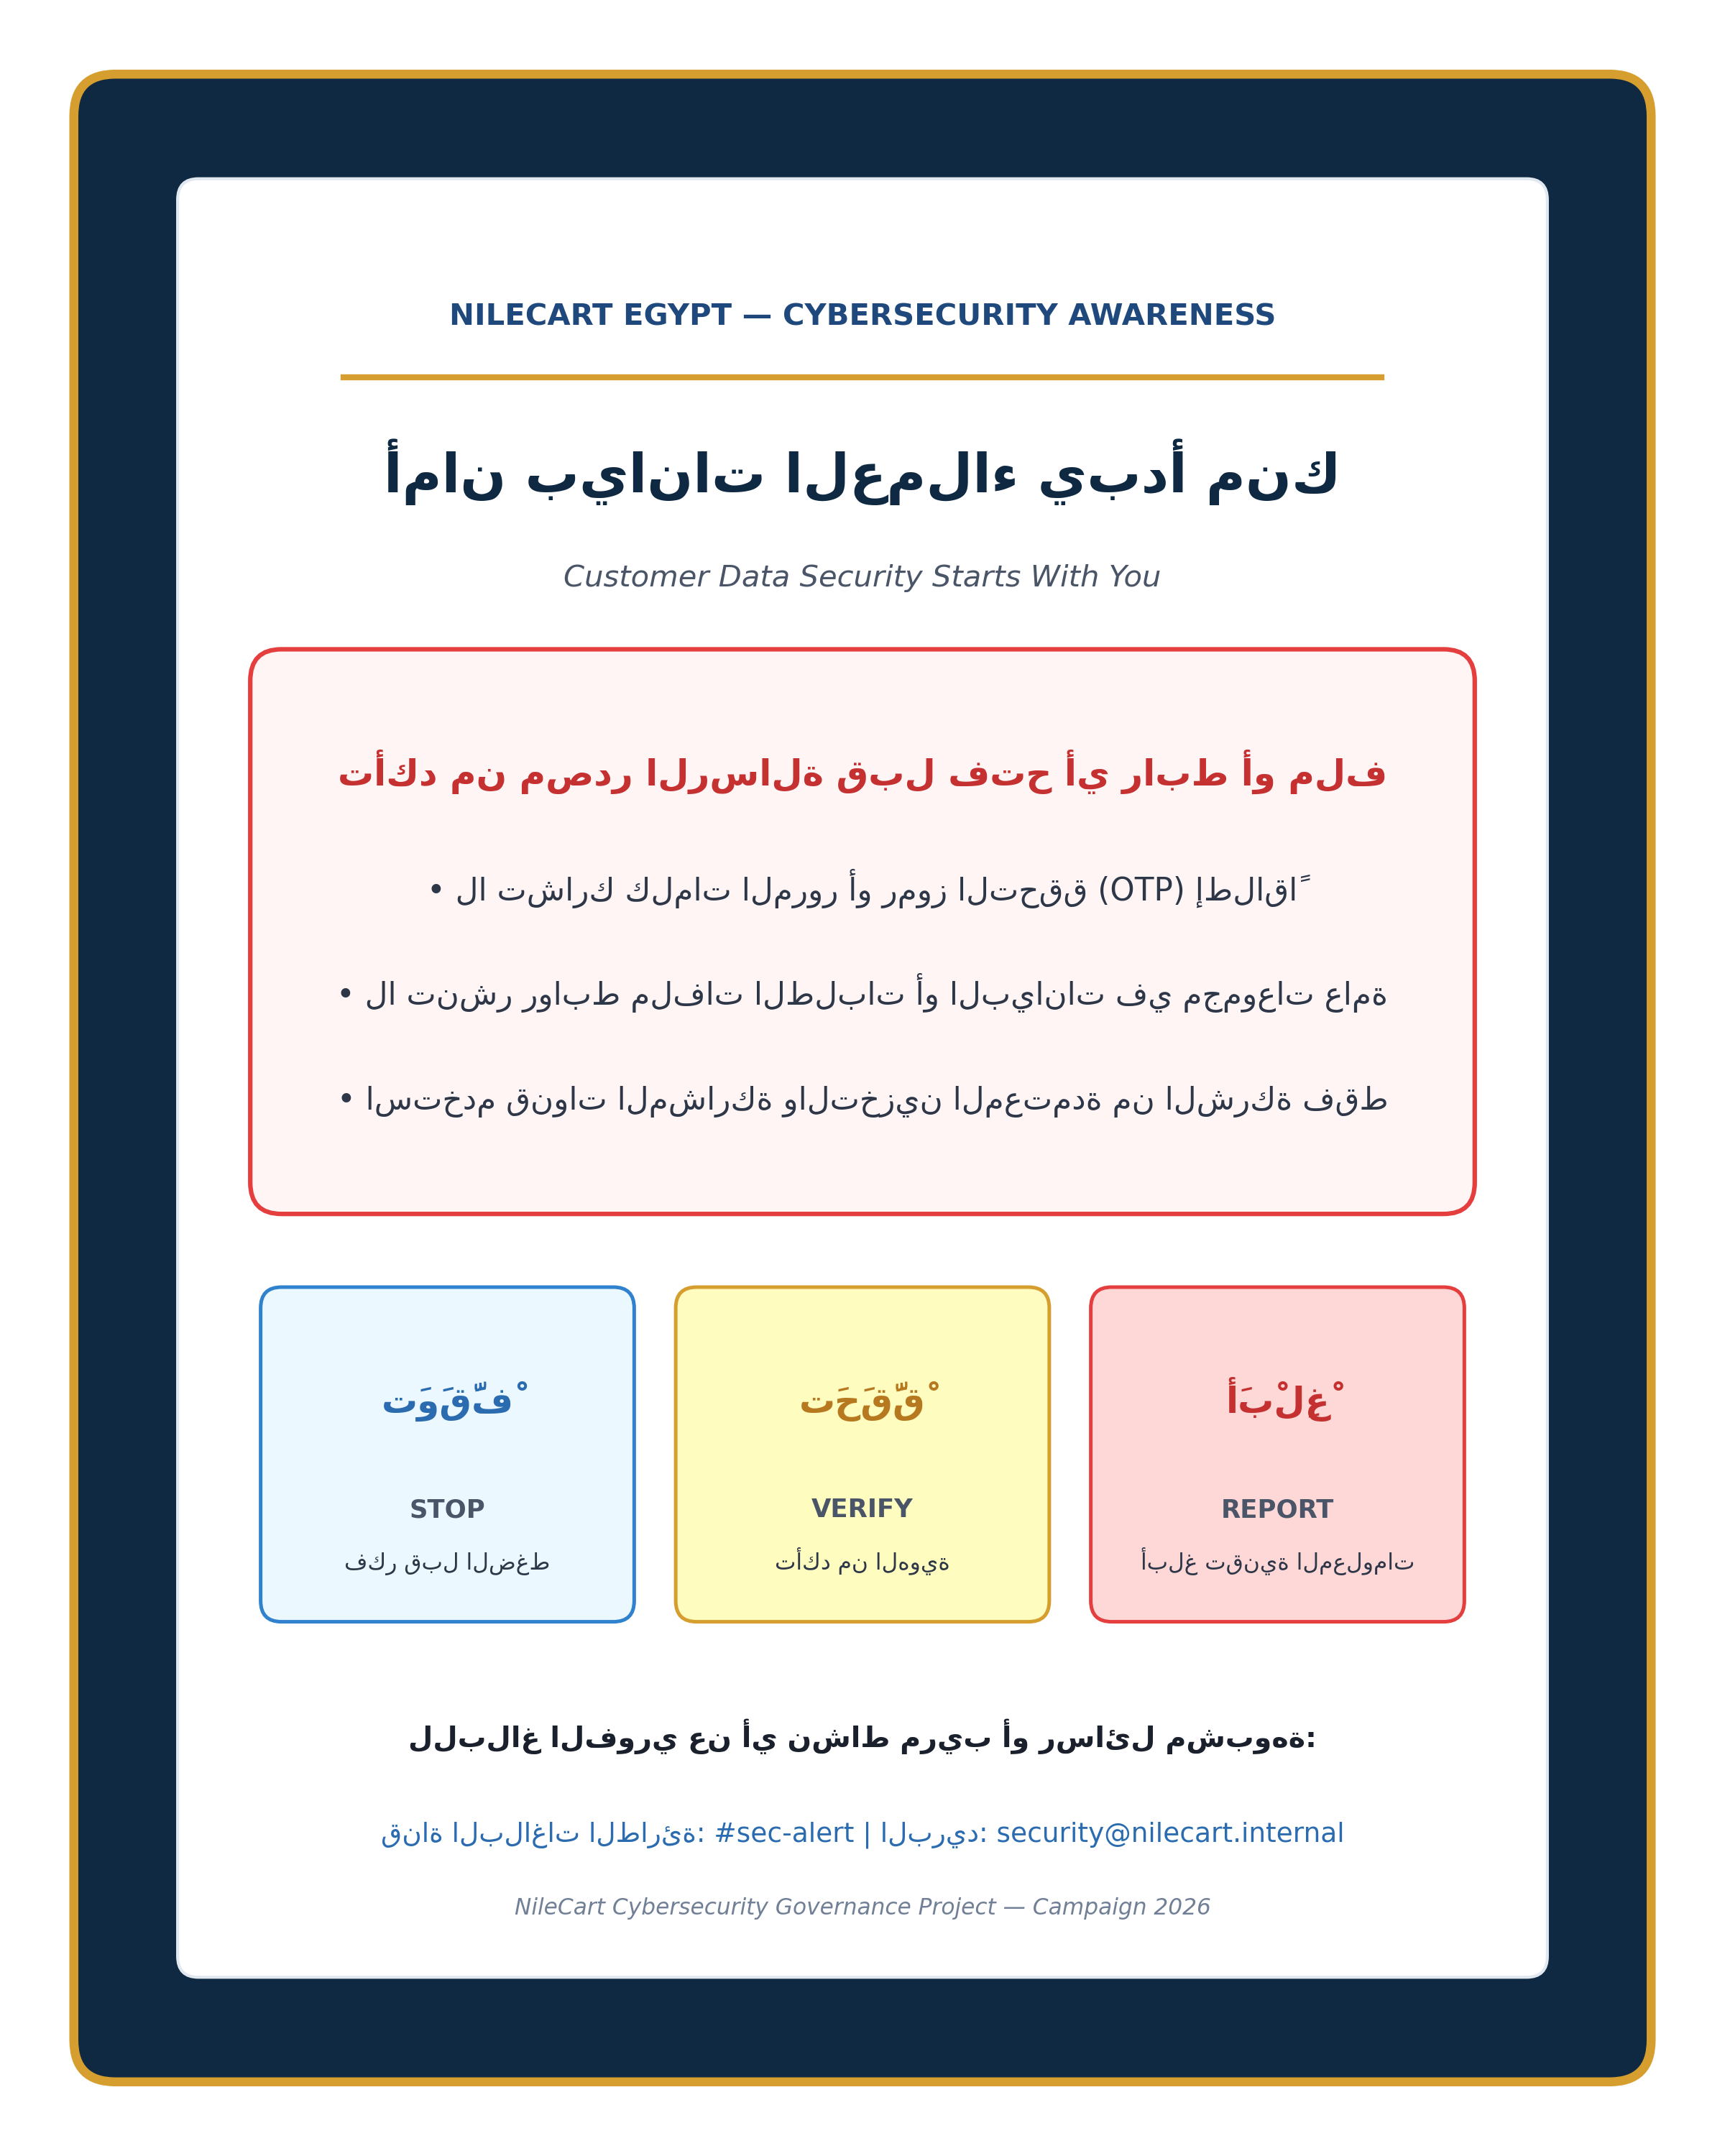 NILECART EGYPT — CYBERSECURITY AWARENESS
أمان بيانات العملاء يبدأ منك
Customer Data Security Starts With You
تأكد من مصدر الرسالة قبل فتح أي رابط أو ملف
• لا تشارك كلمات المرور أو رموز التحقق (OTP) إطلاقاً
• لا تنشر روابط ملفات الطلبات أو البيانات في مجموعات عامة
• استخدم قنوات المشاركة والتخزين المعتمدة من الشركة فقط
تَوَقَّفْ
STOP
فكر قبل الضغط
تَحَقَّقْ
VERIFY
تأكد من الهوية
أَبْلِغْ
REPORT
أبلغ تقنية المعلومات
للبلاغ الفوري عن أي نشاط مريب أو رسائل مشبوهة:
قناة البلاغات الطارئة: #sec-alert | البريد: security@nilecart.internal
NileCart Cybersecurity Governance Project — Campaign 2026